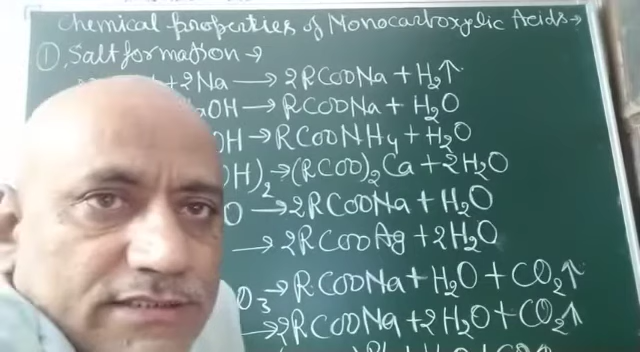 Chemical properties of Monocarboxylic Acids→
①. Salt formation→
+2Na → 2RCOONa + H₂↑
OH → RCOONa + H₂O
OH → RCOONH₄ + H₂O
OH)₂ → (RCOO)₂Ca + 2H₂O
O → 2RCOONa + H₂O
→ 2RCOOAg + 2H₂O
O₃ → RCOONa + H₂O + CO₂↑
→ 2RCOONa + 2H₂O + CO₂↑